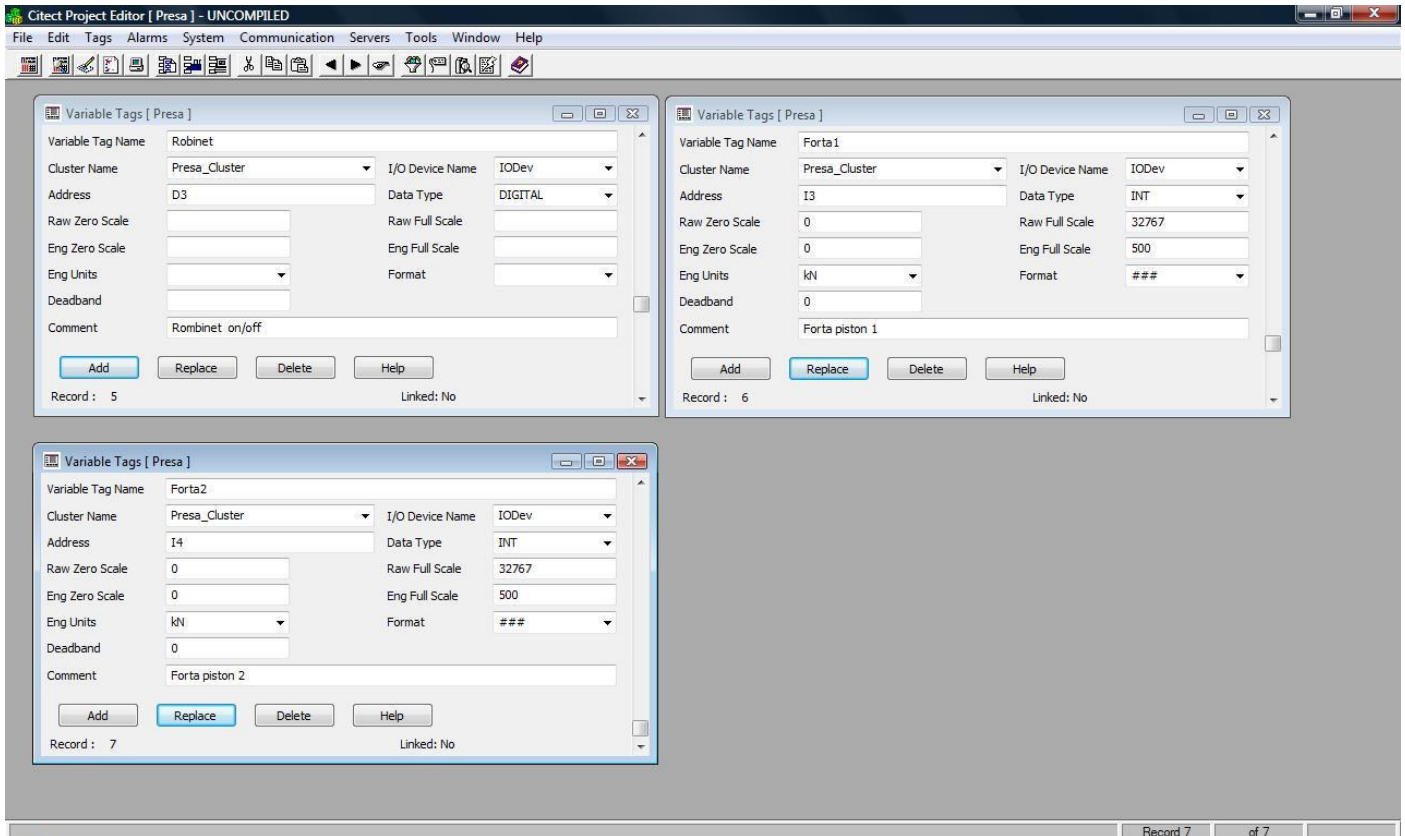 Citect Project Editor [ Presa ] - UNCOMPILED
File Edit Tags Alarms System Communication Servers Tools Window Help
Variable Tags [ Presa ]
Variable Tag Name Robinet
Cluster Name Presa_Cluster I/O Device Name IODev
Address D3 Data Type DIGITAL
Raw Zero Scale Raw Full Scale
Eng Zero Scale Eng Full Scale
Eng Units Format
Deadband
Comment Rombinet on/off
Add Replace Delete Help
Record : 5 Linked: No
Variable Tags [ Presa ]
Variable Tag Name Forta1
Cluster Name Presa_Cluster I/O Device Name IODev
Address I3 Data Type INT
Raw Zero Scale 0 Raw Full Scale 32767
Eng Zero Scale 0 Eng Full Scale 500
Eng Units kN Format ###
Deadband 0
Comment Forta piston 1
Add Replace Delete Help
Record : 6 Linked: No
Variable Tags [ Presa ]
Variable Tag Name Forta2
Cluster Name Presa_Cluster I/O Device Name IODev
Address I4 Data Type INT
Raw Zero Scale 0 Raw Full Scale 32767
Eng Zero Scale 0 Eng Full Scale 500
Eng Units kN Format ###
Deadband 0
Comment Forta piston 2
Add Replace Delete Help
Record : 7 Linked: No
Record 7 of 7